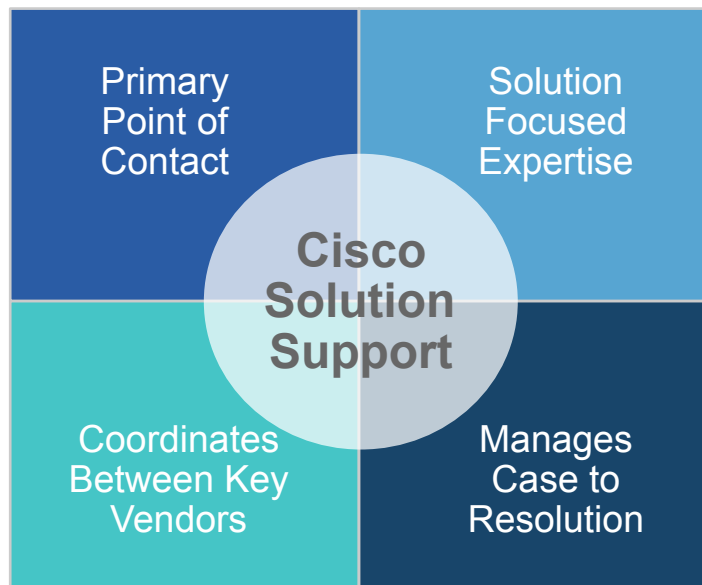 Primary
Point of
Contact
Solution
Focused
Expertise
Cisco
Solution
Support
Coordinates
Between Key
Vendors
Manages
Case to
Resolution